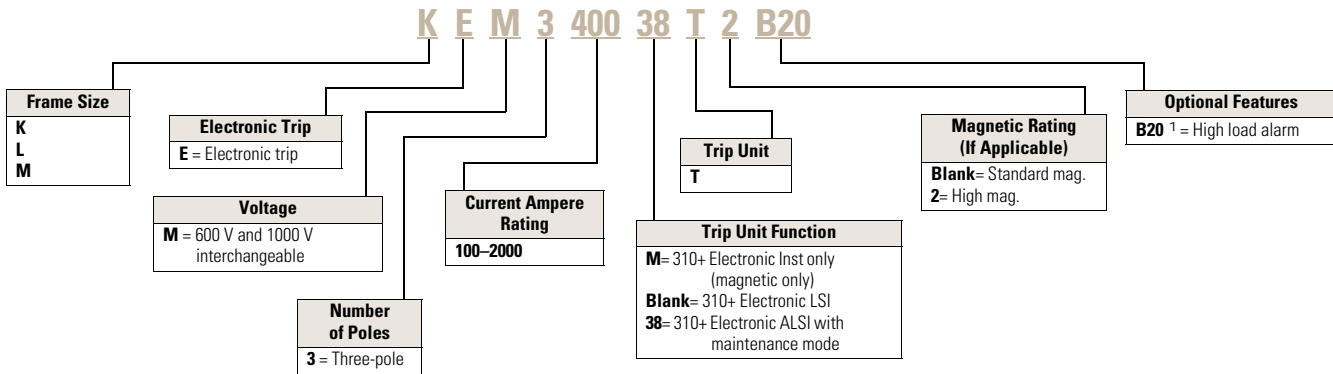 K E M 3 400 38 T 2 B20
Frame Size
K
L
M
Electronic Trip
E = Electronic trip
Voltage
M = 600 V and 1000 V
interchangeable
Number
of Poles
3 = Three-pole
Current Ampere
Rating
100–2000
Trip Unit
T
Trip Unit Function
M= 310+ Electronic Inst only
(magnetic only)
Blank= 310+ Electronic LSI
38= 310+ Electronic ALSI with
maintenance mode
Magnetic Rating
(If Applicable)
Blank= Standard mag.
2= High mag.
Optional Features
B20 1 = High load alarm